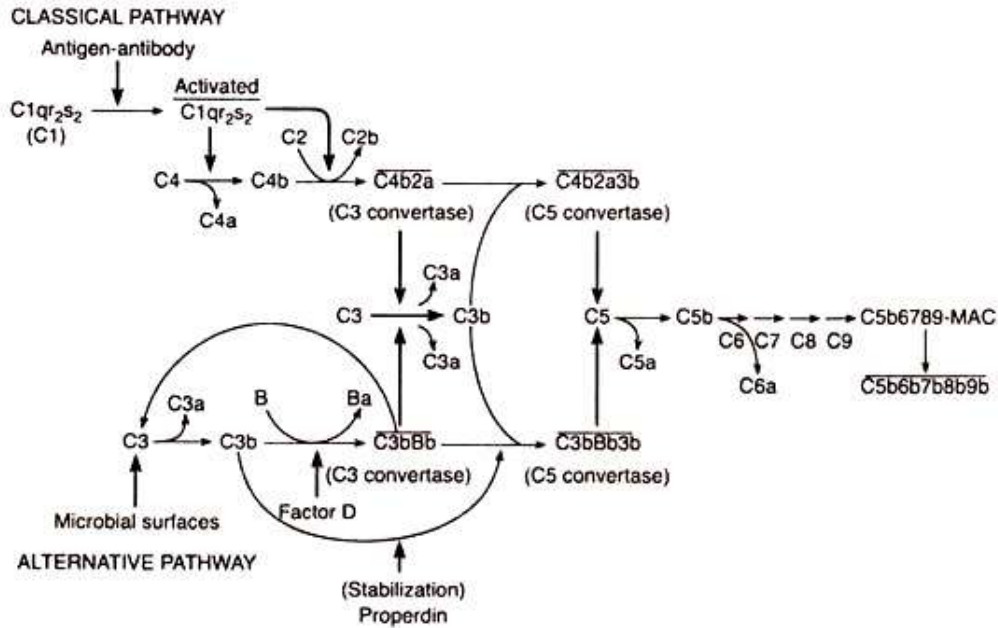 CLASSICAL PATHWAY
Antigen-antibody
Activated
C1qr₂s₂
C1qr₂s₂
(C1)
C2
C2b
C4
C4b
C4b2a
C4b2a3b
C4a
(C3 convertase)
(C5 convertase)
C3a
C3
C3b
C5
C5b
C5b6789-MAC
C6
C7
C8
C9
C3a
C5a
C6a
C5b6b7b8b9b
C3a
B
Ba
C3
C3b
C3bBb
C3bBb3b
(C3 convertase)
(C5 convertase)
Factor D
Microbial surfaces
ALTERNATIVE PATHWAY
(Stabilization)
Properdin